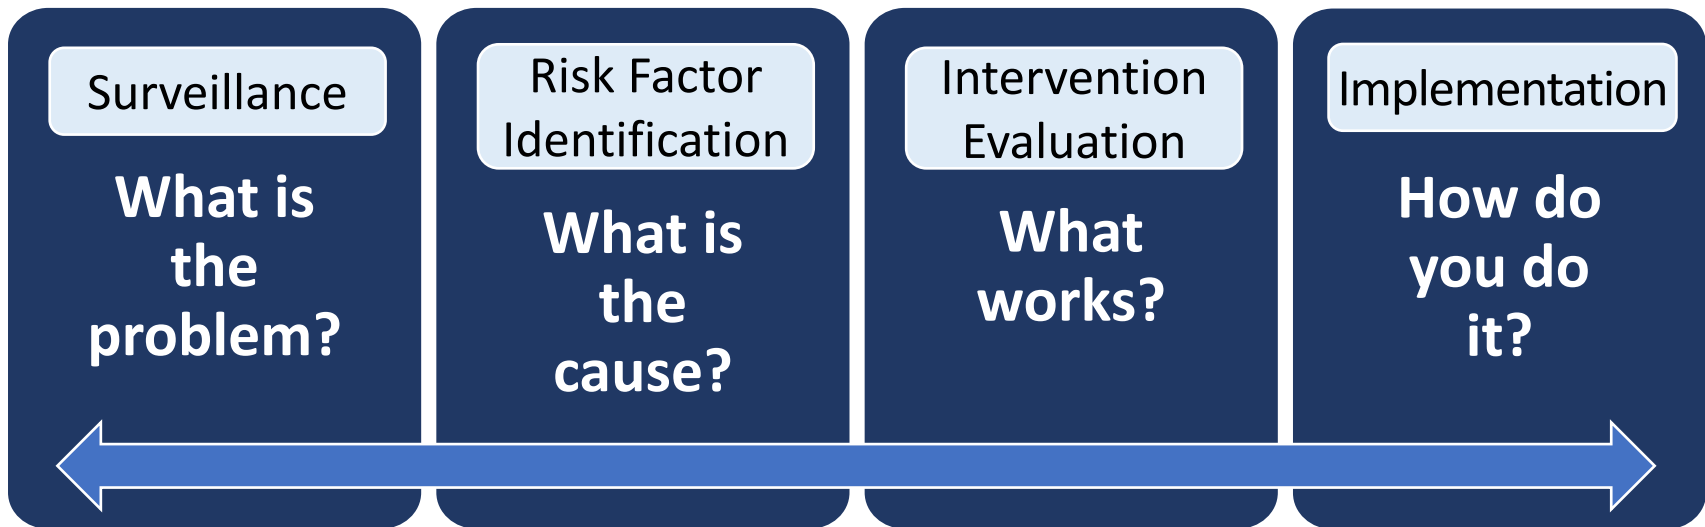 Surveillance
What is
the
problem?
Risk Factor
Identification
What is
the
cause?
Intervention
Evaluation
What
works?
Implementation
How do
you do
it?